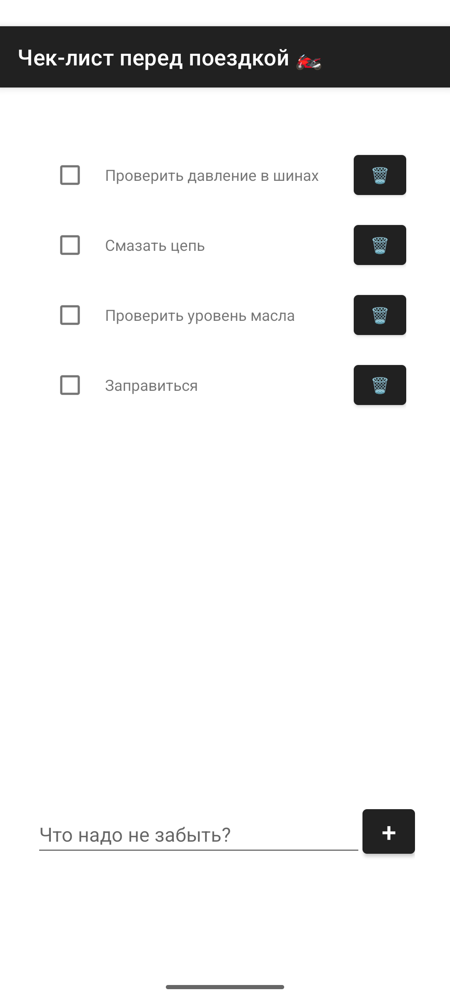 Чек-лист перед поездкой 🏍️
Проверить давление в шинах
Смазать цепь
Проверить уровень масла
Заправиться
Что надо не забыть?
+